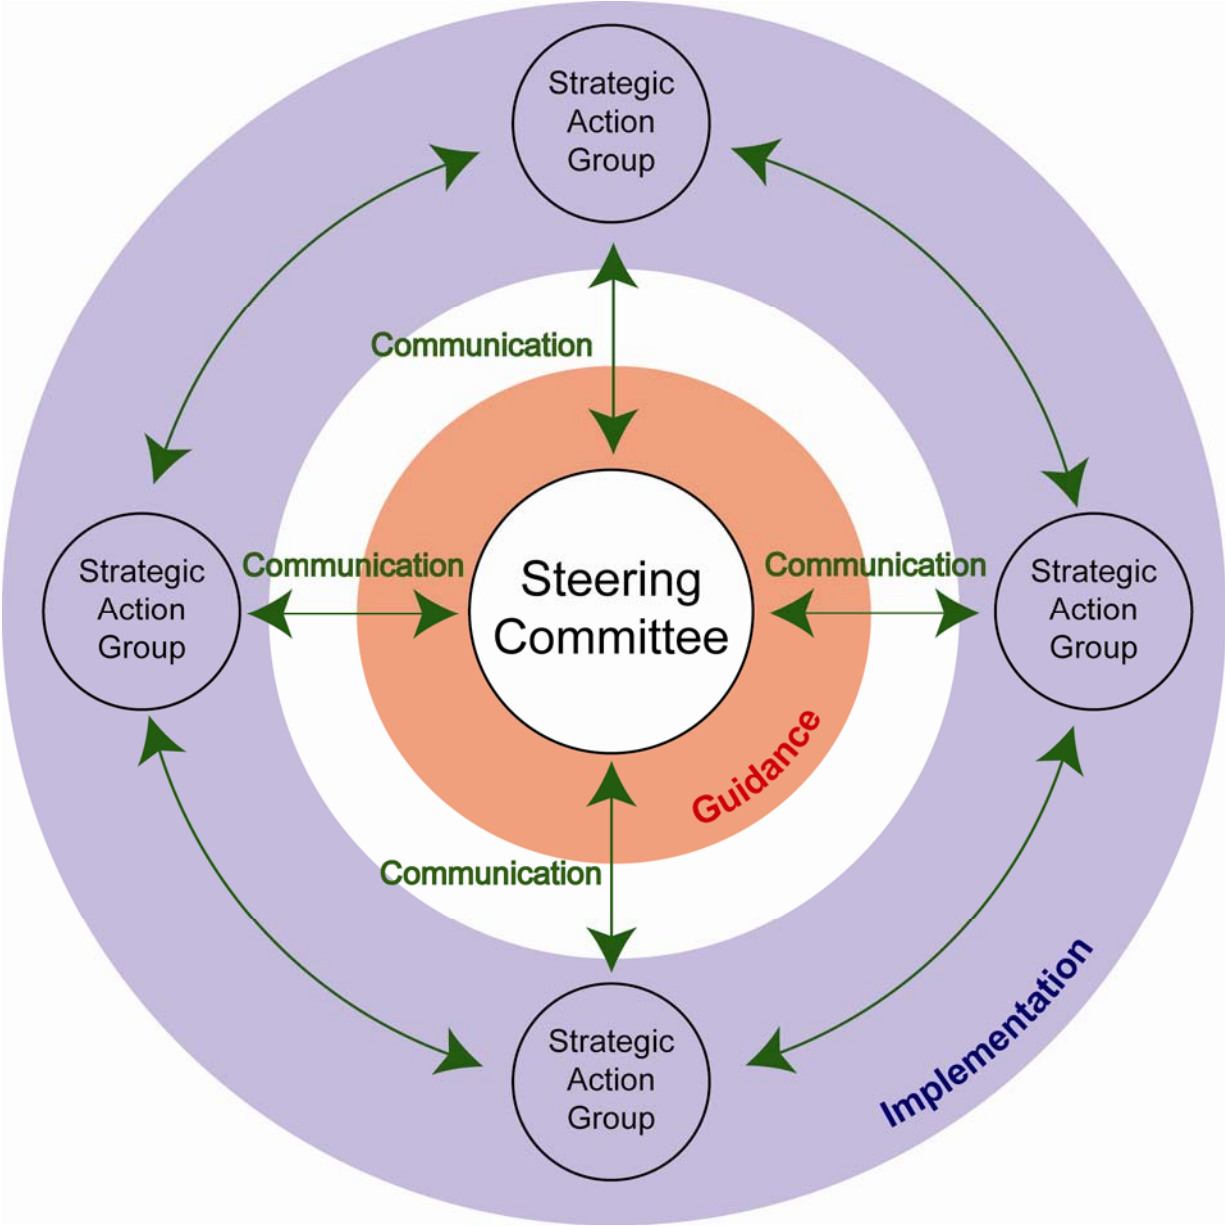 Strategic
Action
Group
Communication
Strategic
Action
Group
Communication
Steering
Committee
Communication
Strategic
Action
Group
Guidance
Communication
Implementation
Strategic
Action
Group